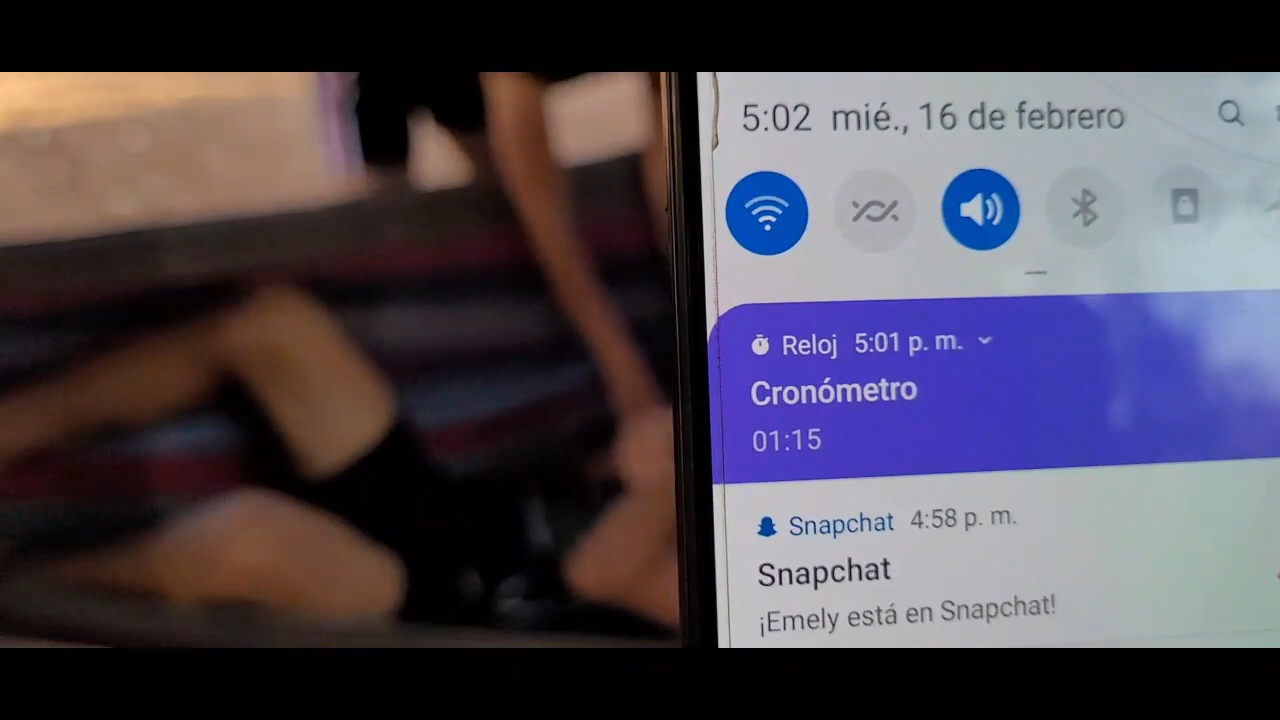 5:02 mié., 16 de febrero
Reloj 5:01 p. m.
Cronómetro
01:15
Snapchat 4:58 p. m.
Snapchat
¡Emely está en Snapchat!